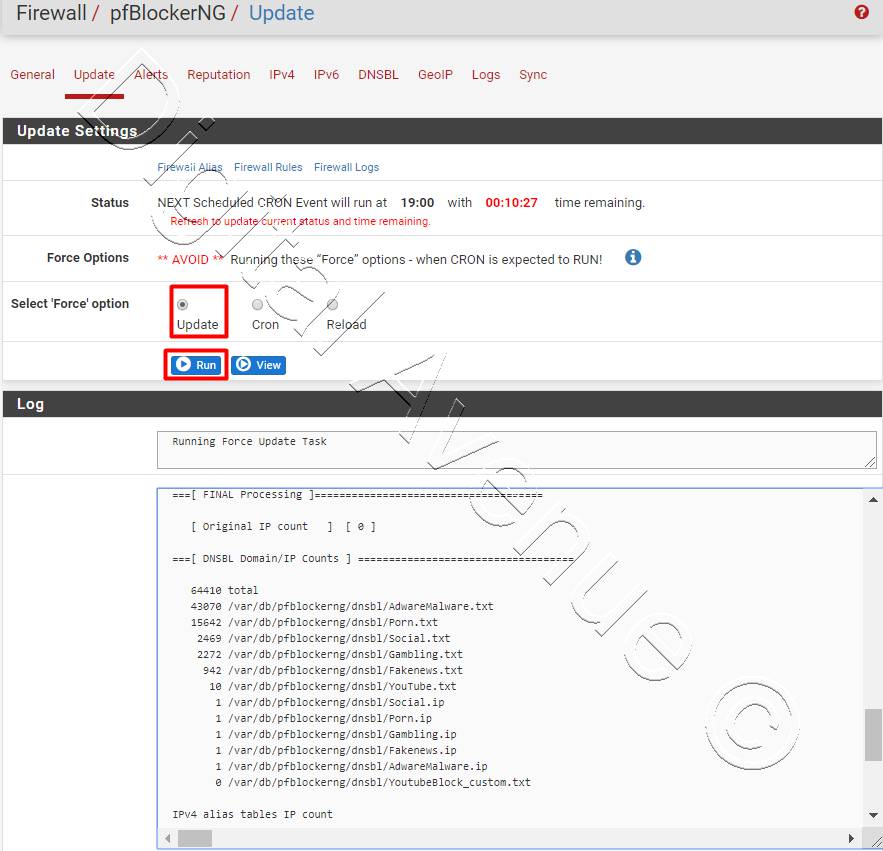 Firewall / pfBlockerNG / Update
General Update Alerts Reputation IPv4 IPv6 DNSBL GeoIP Logs Sync
Update Settings
Firewall Alias Firewall Rules Firewall Logs
Status NEXT Scheduled CRON Event will run at 19:00 with 00:10:27 time remaining.
Refresh to update current status and time remaining.
Force Options ** AVOID ** Running these “Force” options - when CRON is expected to RUN!
Select 'Force' option
Update Cron Reload
Run View
Log
Running Force Update Task
===[ FINAL Processing ]=====================================
[ Original IP count ] [ 0 ]
===[ DNSBL Domain/IP Counts ] ===================================
64410 total
43070 /var/db/pfblockerng/dnsbl/AdwareMalware.txt
15642 /var/db/pfblockerng/dnsbl/Porn.txt
2469 /var/db/pfblockerng/dnsbl/Social.txt
2272 /var/db/pfblockerng/dnsbl/Gambling.txt
942 /var/db/pfblockerng/dnsbl/Fakenews.txt
10 /var/db/pfblockerng/dnsbl/YouTube.txt
1 /var/db/pfblockerng/dnsbl/Social.ip
1 /var/db/pfblockerng/dnsbl/Porn.ip
1 /var/db/pfblockerng/dnsbl/Gambling.ip
1 /var/db/pfblockerng/dnsbl/Fakenews.ip
1 /var/db/pfblockerng/dnsbl/AdwareMalware.ip
0 /var/db/pfblockerng/dnsbl/YoutubeBlock_custom.txt
IPv4 alias tables IP count
Digital Avenue ©